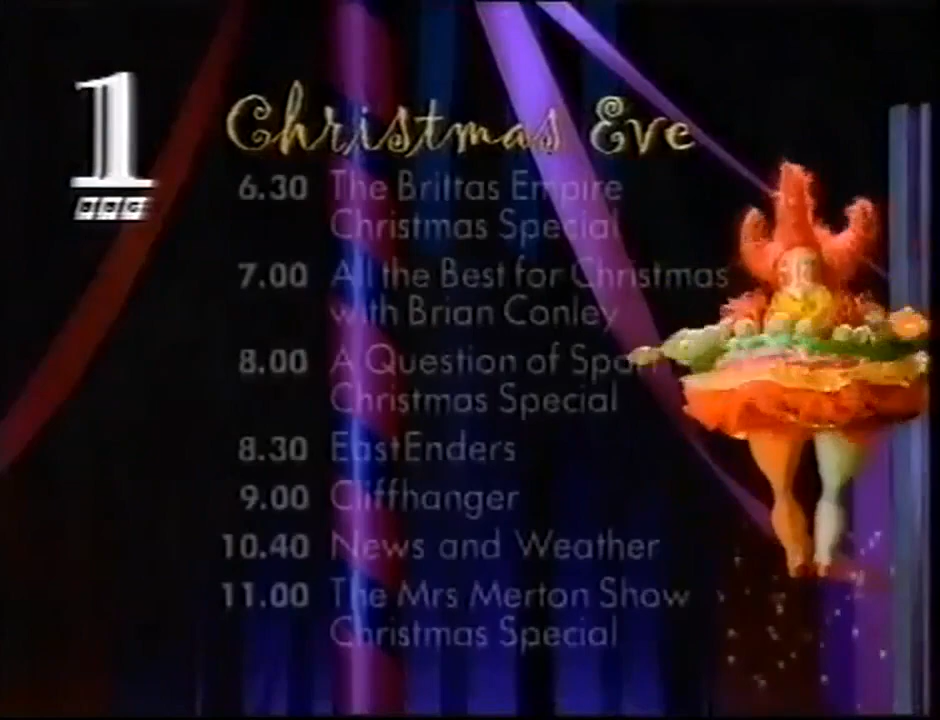 1
BBC
Christmas Eve
6.30 The Brittas Empire
Christmas Special
7.00 All the Best for Christmas
with Brian Conley
8.00 A Question of Sport
Christmas Special
8.30 EastEnders
9.00 Cliffhanger
10.40 News and Weather
11.00 The Mrs Merton Show
Christmas Special